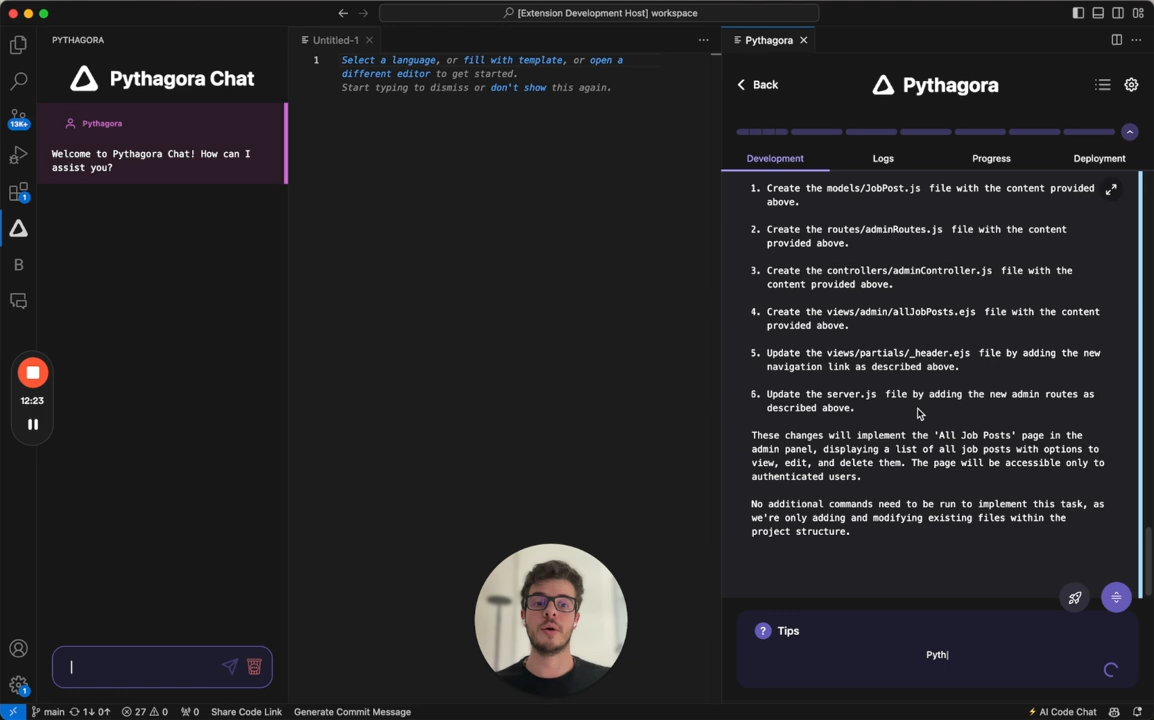 [Extension Development Host] workspace
PYTHAGORA
Pythagora Chat
Pythagora
Welcome to Pythagora Chat! How can I
assist you?
13K+
1
B
12:23
1
Untitled-1
1
Select a language, or fill with template, or open a
different editor to get started.
Start typing to dismiss or don't show this again.
Pythagora
Back
Pythagora
Development
Logs
Progress
Deployment
1. Create the models/JobPost.js file with the content provided
above.
2. Create the routes/adminRoutes.js file with the content
provided above.
3. Create the controllers/adminController.js file with the
content provided above.
4. Create the views/admin/allJobPosts.ejs file with the content
provided above.
5. Update the views/partials/_header.ejs file by adding the new
navigation link as described above.
6. Update the server.js file by adding the new admin routes as
described above.
These changes will implement the 'All Job Posts' page in the
admin panel, displaying a list of all job posts with options to
view, edit, and delete them. The page will be accessible only to
authenticated users.
No additional commands need to be run to implement this task, as
we're only adding and modifying existing files within the
project structure.
? Tips
Pyth
main 1↓ 0↑ 27 0 0 Share Code Link Generate Commit Message
AI Code Chat